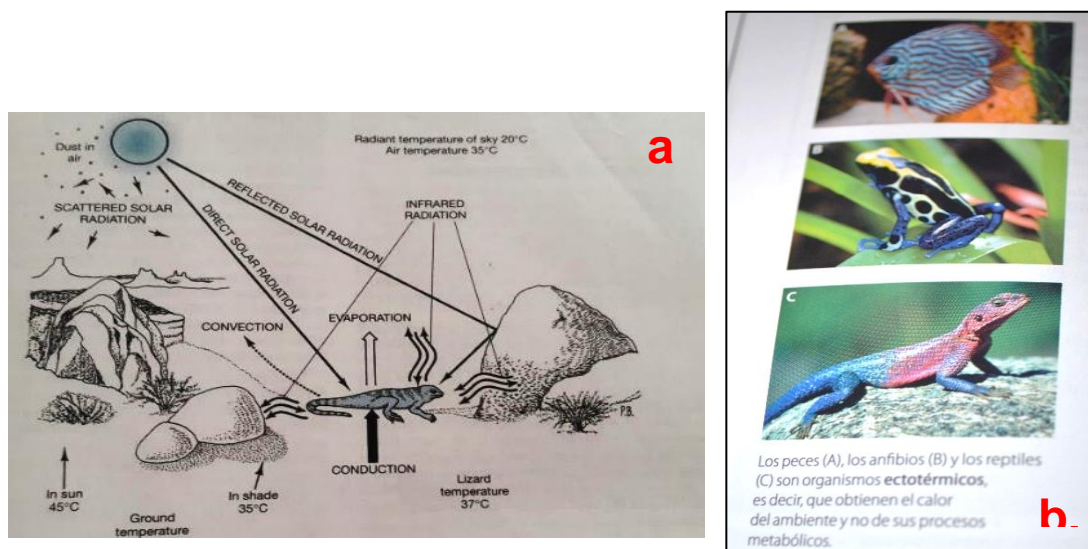 a
Dust in
air
Radiant temperature of sky 20°C
Air temperature 35°C
SCATTERED SOLAR
RADIATION
REFLECTED SOLAR RADIATION
DIRECT SOLAR RADIATION
INFRARED
RADIATION
CONVECTION
EVAPORATION
P.B.
CONDUCTION
In sun
45°C
In shade
35°C
Ground
temperature
Lizard
temperature
37°C
A
B
C
Los peces (A), los anfibios (B) y los reptiles
(C) son organismos ectotérmicos,
es decir, que obtienen el calor
del ambiente y no de sus procesos
metabólicos.
b.